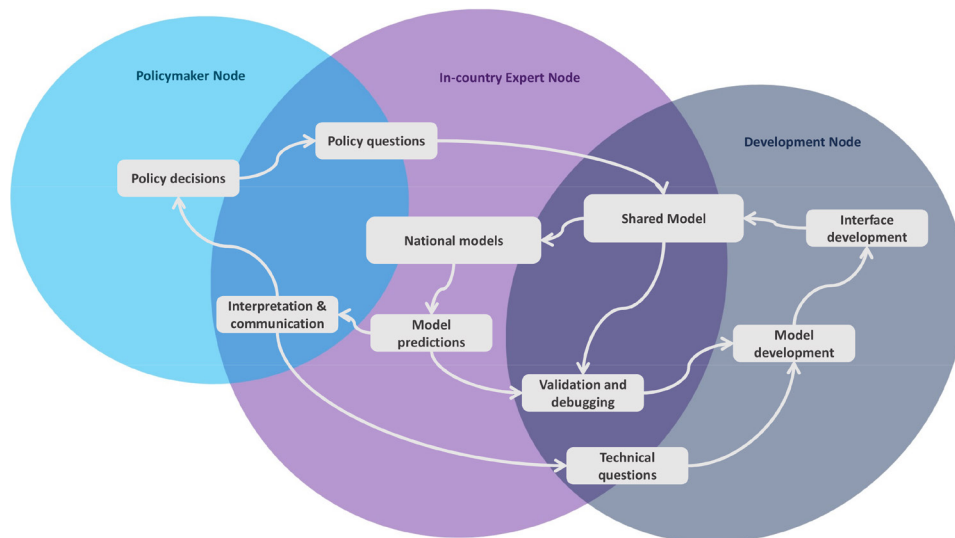 Policymaker Node
In-country Expert Node
Development Node
Policy questions
Policy decisions
Shared Model
Interface
development
National models
Interpretation &
communication
Model
predictions
Model
development
Validation and
debugging
Technical
questions